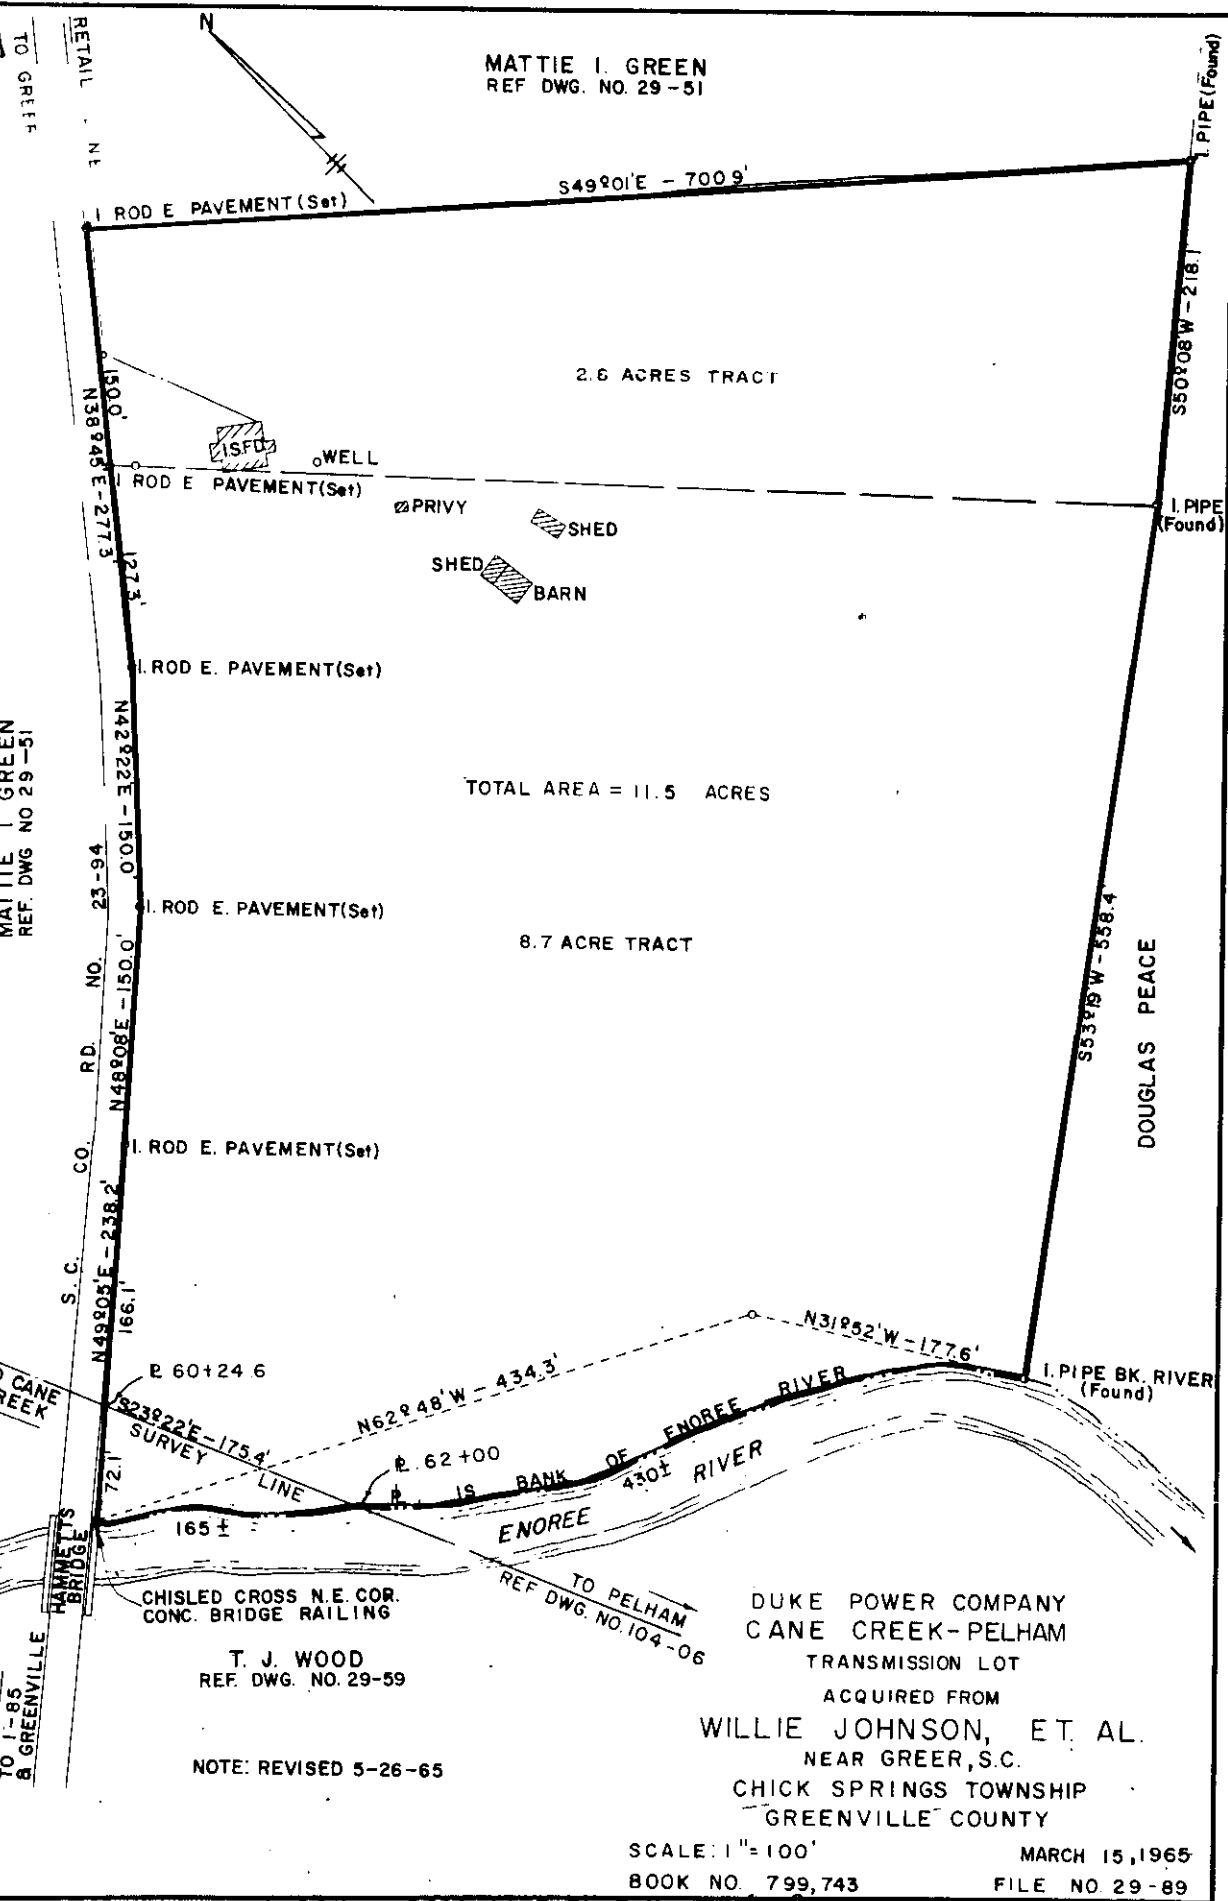 N
MATTIE I. GREEN
REF DWG. NO. 29-51
RETAIL
TO GREER
I. PIPE (Found)
S49°01'E - 700.9'
I ROD E PAVEMENT (Set)
S50°08'W - 218.1
2.8 ACRES TRACT
150.0'
N38°45'E - 277.3'
I.S.F.D.
WELL
I ROD E PAVEMENT (Set)
PRIVY
I. PIPE
(Found)
SHED
SHED
BARN
127.3'
I. ROD E. PAVEMENT (Set)
MATTIE I GREEN
REF. DWG NO 29-51
N42°22'E - 150.0'
TOTAL AREA = 11.5 ACRES
I. ROD E. PAVEMENT (Set)
S. C. CO. RD. NO. 23-94
8.7 ACRE TRACT
S53°19'W - 558.4'
DOUGLAS PEACE
N48°08'E - 150.0'
I. ROD E. PAVEMENT (Set)
N49°05'E - 238.2'
166.1'
N31°52'W - 177.6'
I. PIPE BK. RIVER
(Found)
CANE
CREEK
℄ 60+24.6
N62°48'W - 434.3'
S23°22'E - 175.4'
SURVEY LINE
℄ 62+00
72.1'
℄ IS BANK OF ENOREE RIVER
430±
165±
ENOREE RIVER
HAMMETTS
BRIDGE
CHISLED CROSS N.E. COR.
CONC. BRIDGE RAILING
TO PELHAM
REF DWG. NO. 104-06
T. J. WOOD
REF. DWG. NO. 29-59
TO I-85
& GREENVILLE
NOTE: REVISED 5-26-65
DUKE POWER COMPANY
CANE CREEK-PELHAM
TRANSMISSION LOT
ACQUIRED FROM
WILLIE JOHNSON, ET. AL.
NEAR GREER, S.C.
CHICK SPRINGS TOWNSHIP
GREENVILLE COUNTY
SCALE: 1"=100'
MARCH 15, 1965
BOOK NO. 799,743
FILE NO. 29-89